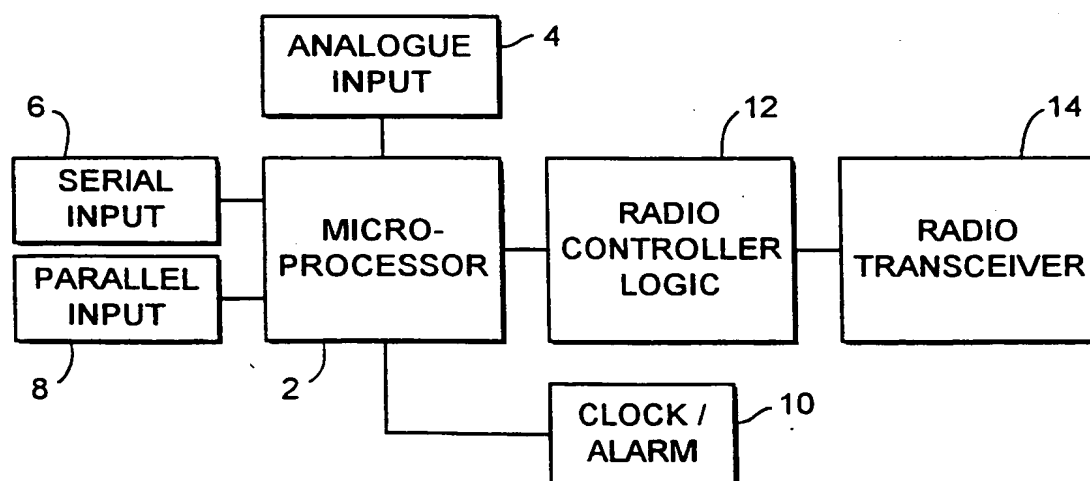 ANALOGUE
INPUT
4
6
SERIAL
INPUT
PARALLEL
INPUT
8
MICRO-
PROCESSOR
2
12
RADIO
CONTROLLER
LOGIC
14
RADIO
TRANSCEIVER
CLOCK /
ALARM
10